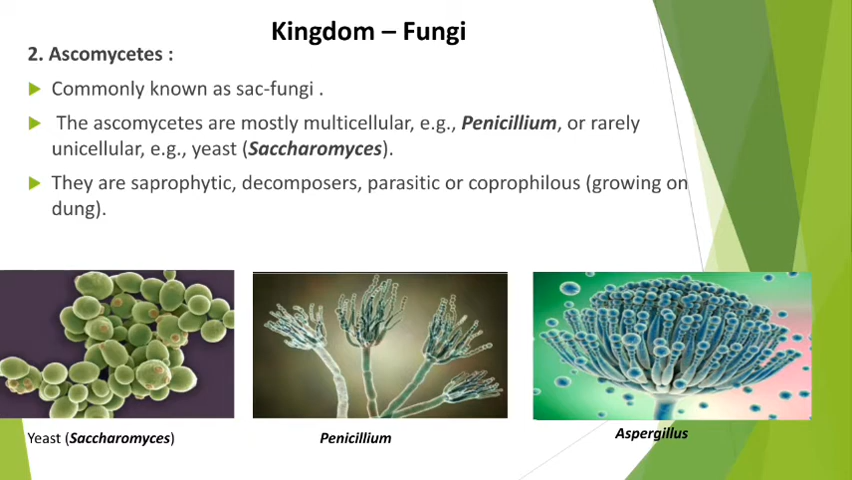 Kingdom – Fungi
2. Ascomycetes :
Commonly known as sac-fungi .
The ascomycetes are mostly multicellular, e.g., Penicillium, or rarely
unicellular, e.g., yeast (Saccharomyces).
They are saprophytic, decomposers, parasitic or coprophilous (growing on
dung).
Yeast (Saccharomyces)
Penicillium
Aspergillus